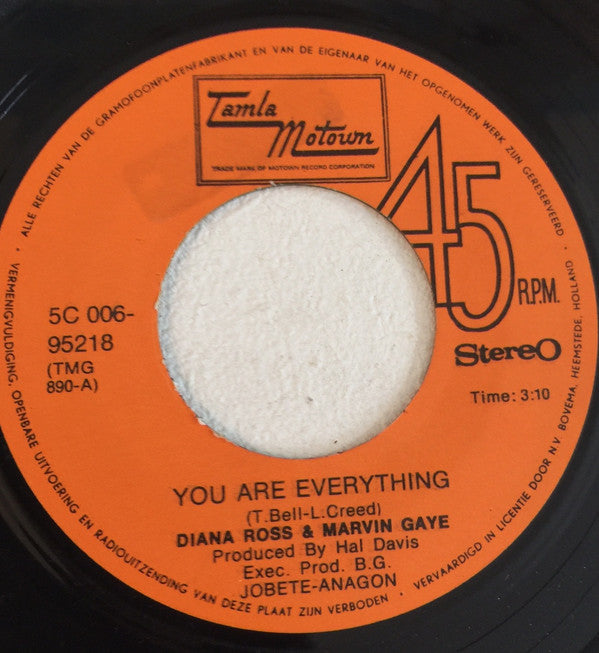 ALLE RECHTEN VAN DE GRAMOFOONPLATENFABRIKANT EN VAN DE EIGENAAR VAN HET OPGENOMEN WERK ZIJN GERESERVEERD
Tamla
Motown
TRADE MARK OF MOTOWN RECORD CORPORATION
45
R.P.M.
5C 006-
95218
(TMG
890-A)
Stereo
Time: 3:10
YOU ARE EVERYTHING
(T.Bell-L.Creed)
DIANA ROSS & MARVIN GAYE
Produced By Hal Davis
Exec. Prod. B.G.
JOBETE-ANAGON
VERMENIGVULDIGING, OPENBARE UITVOERING EN RADIOUITZENDING VAN DEZE PLAAT ZIJN VERBODEN
VERVAARDIGD IN LICENTIE DOOR N.V. BOVEMA, HEEMSTEDE, HOLLAND